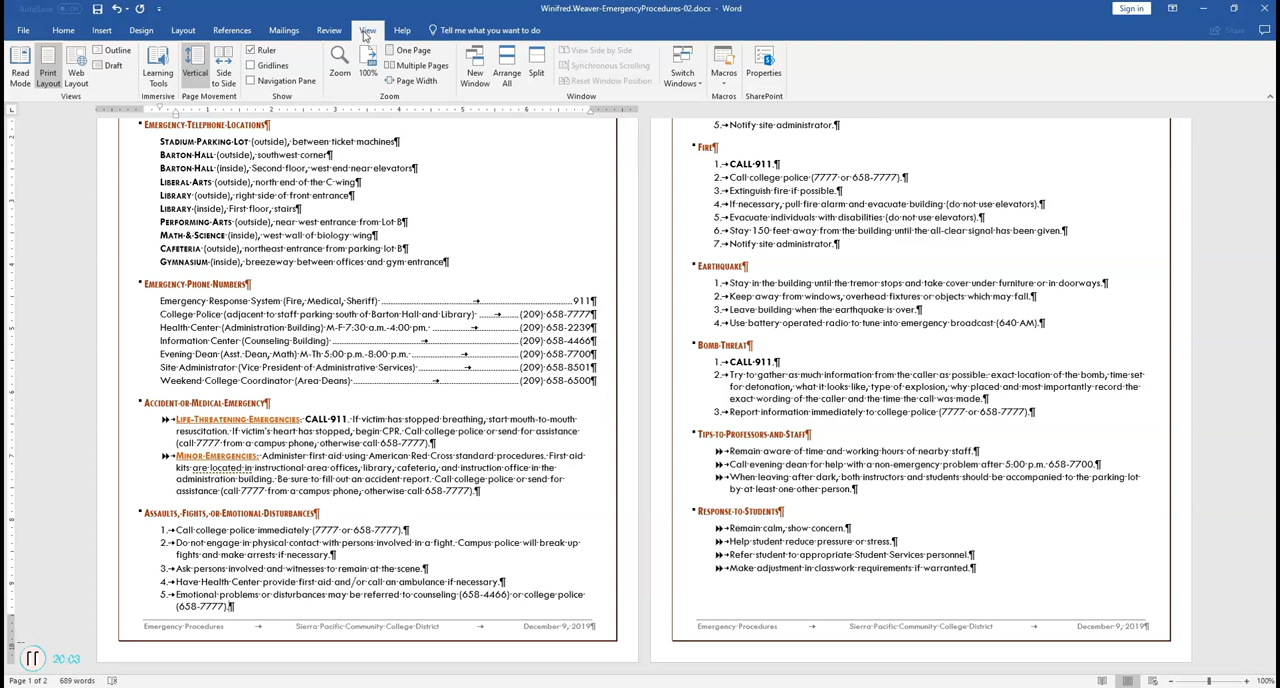 AutoSave Off
Winifred.Weaver-EmergencyProcedures-02.docx - Word
Sign in
File Home Insert Design Layout References Mailings Review View Help Tell me what you want to do Share
Read Mode
Print Layout
Web Layout
Outline
Draft
Views
Learning Tools
Immersive
Vertical
Side to Side
Page Movement
Ruler
Gridlines
Navigation Pane
Show
Zoom
100%
One Page
Multiple Pages
Page Width
Zoom
New Window
Arrange All
Split
View Side by Side
Synchronous Scrolling
Reset Window Position
Window
Switch Windows
Macros
Macros
Properties
SharePoint
1 2 3 4 5 6 7
Emergency·Telephone·Locations¶
Stadium·Parking·Lot·(outside),·between·ticket·machines¶
Barton·Hall·(outside),·southwest·corner¶
Barton·Hall·(inside),·Second·floor,·west·end·near·elevators¶
Liberal·Arts·(outside),·north·end·of·the·C·wing¶
Library·(outside),·right·side·of·front·entrance¶
Library·(inside),·First·floor,·stairs¶
Performing·Arts·(outside),·near·west·entrance·from·Lot·B¶
Math·&·Science·(inside),·west·wall·of·biology·wing¶
Cafeteria·(outside),·northeast·entrance·from·parking·lot·B¶
Gymnasium·(inside),·breezeway·between·offices·and·gym·entrance¶
Emergency·Phone·Numbers¶
Emergency·Response·System·(Fire,·Medical,·Sheriff)·→911¶
College·Police·(adjacent·to·staff·parking·south·of·Barton·Hall·and·Library)·→(209)·658-7777¶
Health·Center·(Administration·Building)·M-F·7:30·a.m.-4:00·pm.·→(209)·658-2239¶
Information·Center·(Counseling·Building)·→(209)·658-4466¶
Evening·Dean·(Asst.·Dean,·Math)·M-Th·5:00·p.m.-8:00·p.m.·→(209)·658-7700¶
Site·Administrator·(Vice·President·of·Administrative·Services)·→(209)·658-8501¶
Weekend·College·Coordinator·(Area·Deans)→(209)·658-6500¶
Accident·or·Medical·Emergency¶
Life-Threatening·Emergencies:·CALL·911.·If·victim·has·stopped·breathing,·start·mouth-to-mouth·
resuscitation.·If·victim's·heart·has·stopped,·begin·CPR.·Call·college·police·or·send·for·assistance·
(call·7777·from·a·campus·phone,·otherwise·call·658-7777).¶
Minor·Emergencies:·Administer·first·aid·using·American·Red·Cross·standard·procedures.·First·aid·
kits·are·located·in·instructional·area·offices,·library,·cafeteria,·and·instruction·office·in·the·
administration·building.·Be·sure·to·fill·out·an·accident·report.·Call·college·police·or·send·for·
assistance·(call·7777·from·a·campus·phone,·otherwise·call·658-7777).¶
Assaults,·Fights,·or·Emotional·Disturbances¶
1.→Call·college·police·immediately·(7777·or·658-7777).¶
2.→Do·not·engage·in·physical·contact·with·persons·involved·in·a·fight.·Campus·police·will·break·up·
fights·and·make·arrests·if·necessary.¶
3.→Ask·persons·involved·and·witnesses·to·remain·at·the·scene.¶
4.→Have·Health·Center·provide·first·aid·and/or·call·an·ambulance·if·necessary.¶
5.→Emotional·problems·or·disturbances·may·be·referred·to·counseling·(658-4466)·or·college·police·
(658-7777).¶
Emergency·Procedures → Sierra·Pacific·Community·College·District → December·9,·2019¶
5.→Notify·site·administrator.¶
Fire¶
1.→CALL·911.¶
2.→Call·college·police·(7777·or·658-7777).¶
3.→Extinguish·fire·if·possible.¶
4.→If·necessary,·pull·fire·alarm·and·evacuate·building·(do·not·use·elevators).¶
5.→Evacuate·individuals·with·disabilities·(do·not·use·elevators).¶
6.→Stay·150·feet·away·from·the·building·until·the·all-clear·signal·has·been·given.¶
7.→Notify·site·administrator.¶
Earthquake¶
1.→Stay·in·the·building·until·the·tremor·stops·and·take·cover·under·furniture·or·in·doorways.¶
2.→Keep·away·from·windows,·overhead·fixtures·or·objects·which·may·fall.¶
3.→Leave·building·when·the·earthquake·is·over.¶
4.→Use·battery-operated·radio·to·tune·into·emergency·broadcast·(640·AM).¶
Bomb·Threat¶
1.→CALL·911.¶
2.→Try·to·gather·as·much·information·from·the·caller·as·possible:·exact·location·of·the·bomb,·time·set·
for·detonation,·what·it·looks·like,·type·of·explosion,·why·placed·and·most·importantly·record·the·
exact·wording·of·the·caller·and·the·time·the·call·was·made.¶
3.→Report·information·immediately·to·college·police·(7777·or·658-7777).¶
Tips·to·Professors·and·Staff¶
Remain·aware·of·time·and·working·hours·of·nearby·staff.¶
Call·evening·dean·for·help·with·a·non-emergency·problem·after·5:00·p.m.·658-7700.¶
When·leaving·after·dark,·both·instructors·and·students·should·be·accompanied·to·the·parking·lot·
by·at·least·one·other·person.¶
Response·to·Students¶
Remain·calm,·show·concern.¶
Help·student·reduce·pressure·or·stress.¶
Refer·student·to·appropriate·Student·Services·personnel.¶
Make·adjustment·in·classwork·requirements·if·warranted.¶
Emergency·Procedures → Sierra·Pacific·Community·College·District → December·9,·2019¶
20:03
Page 1 of 2 689 words
100%